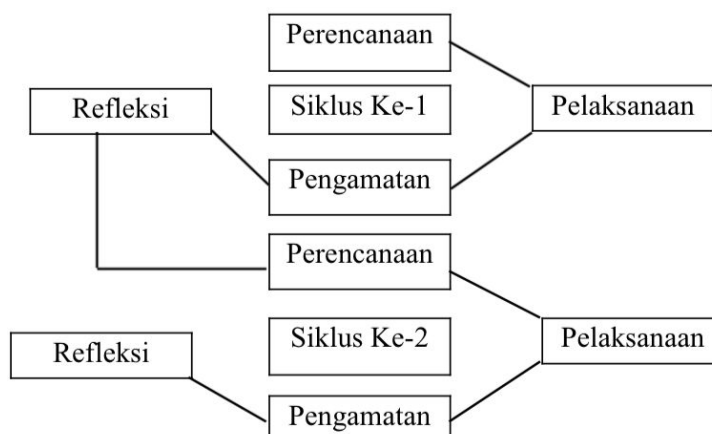 Perencanaan
Refleksi
Siklus Ke-1
Pelaksanaan
Pengamatan
Perencanaan
Refleksi
Siklus Ke-2
Pelaksanaan
Pengamatan